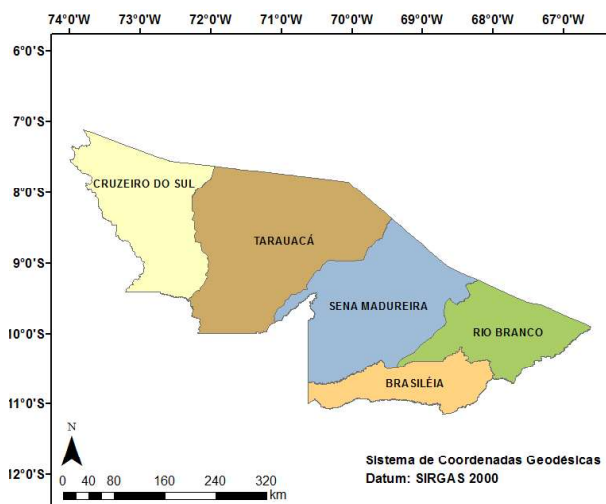 74°0'O 73°0'O 72°0'O 71°0'O 70°0'O 69°0'O 68°0'O 67°0'O
6°0'S
7°0'S
8°0'S
9°0'S
10°0'S
11°0'S
12°0'S
CRUZEIRO DO SUL
TARAUACÁ
SENA MADUREIRA
RIO BRANCO
BRASILÉIA
N
0 40 80 160 240 320
km
Sistema de Coordenadas Geodésicas
Datum: SIRGAS 2000